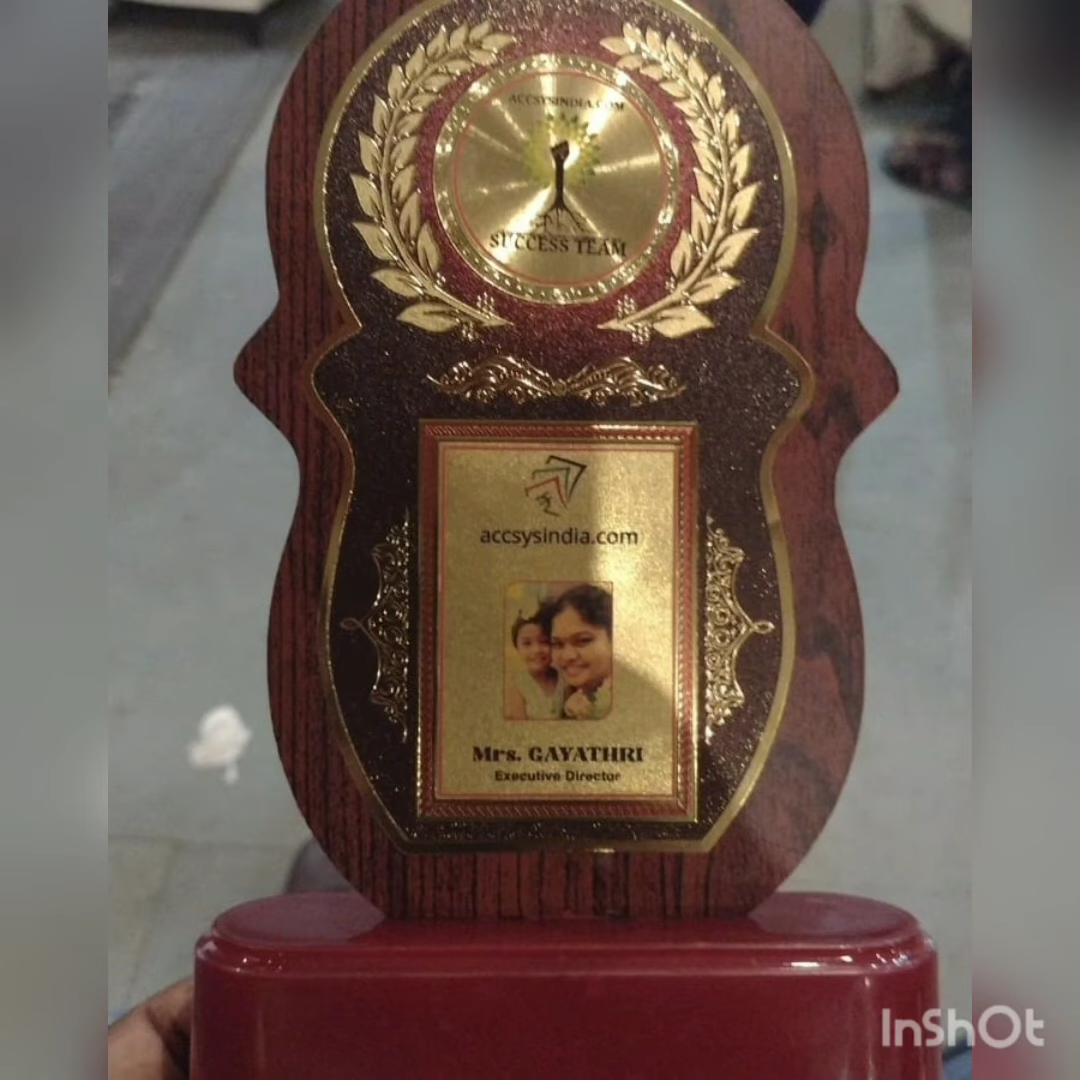 ACCSYSINDIA.COM
SUCCESS TEAM
accsysindia.com
Mrs. GAYATHRI
Executive Director
InShOt